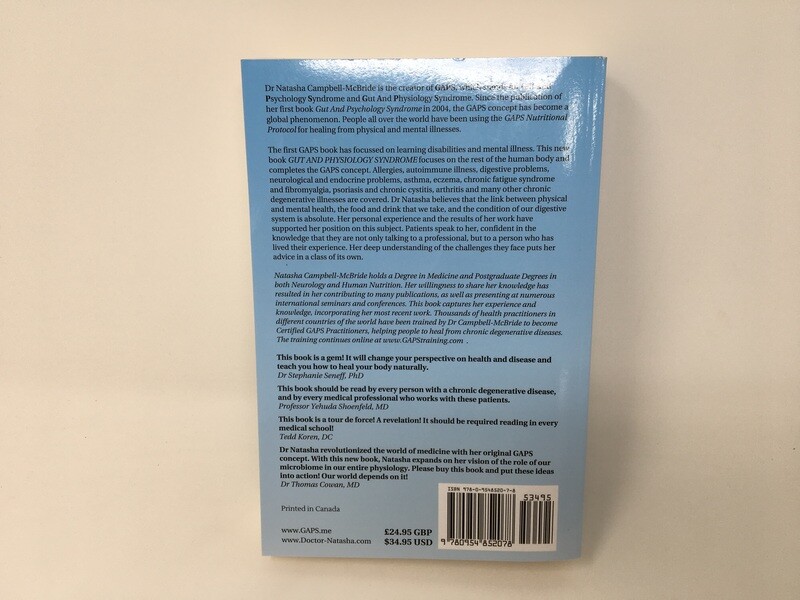 Dr Natasha Campbell-McBride is the creator of GAPS, and
Psychology Syndrome and Gut And Physiology Syndrome. Since the publication of
her first book Gut And Psychology Syndrome in 2004, the GAPS concept has become a
global phenomenon. People all over the world have been using the GAPS Nutritional
Protocol for healing from physical and mental illnesses.
The first GAPS book has focussed on learning disabilities and mental illness. This new
book GUT AND PHYSIOLOGY SYNDROME focuses on the rest of the human body and
completes the GAPS concept. Allergies, autoimmune illness, digestive problems,
neurological and endocrine problems, asthma, eczema, chronic fatigue syndrome
and fibromyalgia, psoriasis and chronic cystitis, arthritis and many other chronic
degenerative illnesses are covered. Dr Natasha believes that the link between physical
and mental health, the food and drink that we take, and the condition of our digestive
system is absolute. Her personal experience and the results of her work have
supported her position on this subject. Patients speak to her, confident in the
knowledge that they are not only talking to a professional, but to a person who has
lived their experience. Her deep understanding of the challenges they face puts her
advice in a class of its own.
Natasha Campbell-McBride holds a Degree in Medicine and Postgraduate Degrees in
both Neurology and Human Nutrition. Her willingness to share her knowledge has
resulted in her contributing to many publications, as well as presenting at numerous
international seminars and conferences. This book captures her experience and
knowledge, incorporating her most recent work. Thousands of health practitioners in
different countries of the world have been trained by Dr Campbell-McBride to become
Certified GAPS Practitioners, helping people to heal from chronic degenerative diseases.
The training continues online at www.GAPStraining.com .
This book is a gem! It will change your perspective on health and disease and
teach you how to heal your body naturally.
Dr Stephanie Seneff, PhD
This book should be read by every person with a chronic degenerative disease,
and by every medical professional who works with these patients.
Professor Yehuda Shoenfeld, MD
This book is a tour de force! A revelation! It should be required reading in every
medical school!
Tedd Koren, DC
Dr Natasha revolutionized the world of medicine with her original GAPS
concept. With this new book, Natasha expands on her vision of the role of our
microbiome in our entire physiology. Please buy this book and put these ideas
into action! Our world depends on it!
Dr Thomas Cowan, MD
Printed in Canada
www.GAPS.me £24.95 GBP
www.Doctor-Natasha.com $34.95 USD
ISBN 978-0-9548520-7-8
53495
9 780954 852078